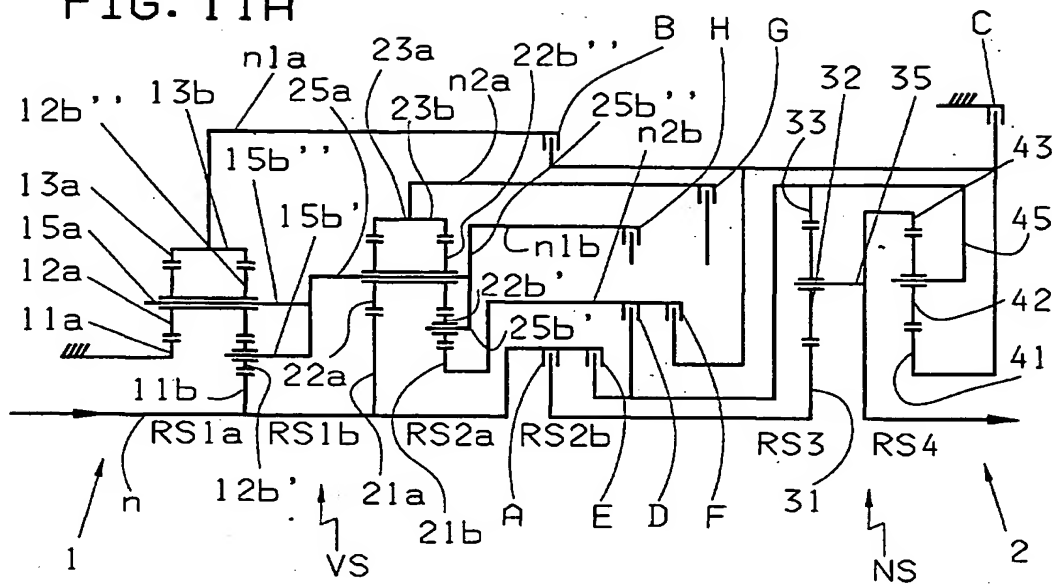 FIG. 11A
B H G C
23a 22b''
n1a n2a
12b'' 13b 25a 23b 25b'' n2b 32 35
33 43
13a 15b''
15a 15b' n1b 45
12a 22b' 42
11a 22a 25b' 41
11b
RS1a RS1b RS2a RS2b RS3 RS4
n 12b' 21a 21b A E D F 31
1 VS NS 2